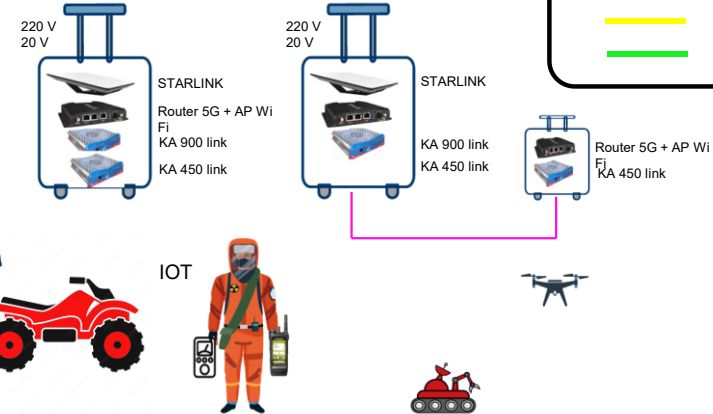 220 V
20 V
STARLINK
Router 5G + AP Wi
Fi
KA 900 link
KA 450 link
220 V
20 V
STARLINK
KA 900 link
KA 450 link
Router 5G + AP Wi
Fi
KA 450 link
IOT